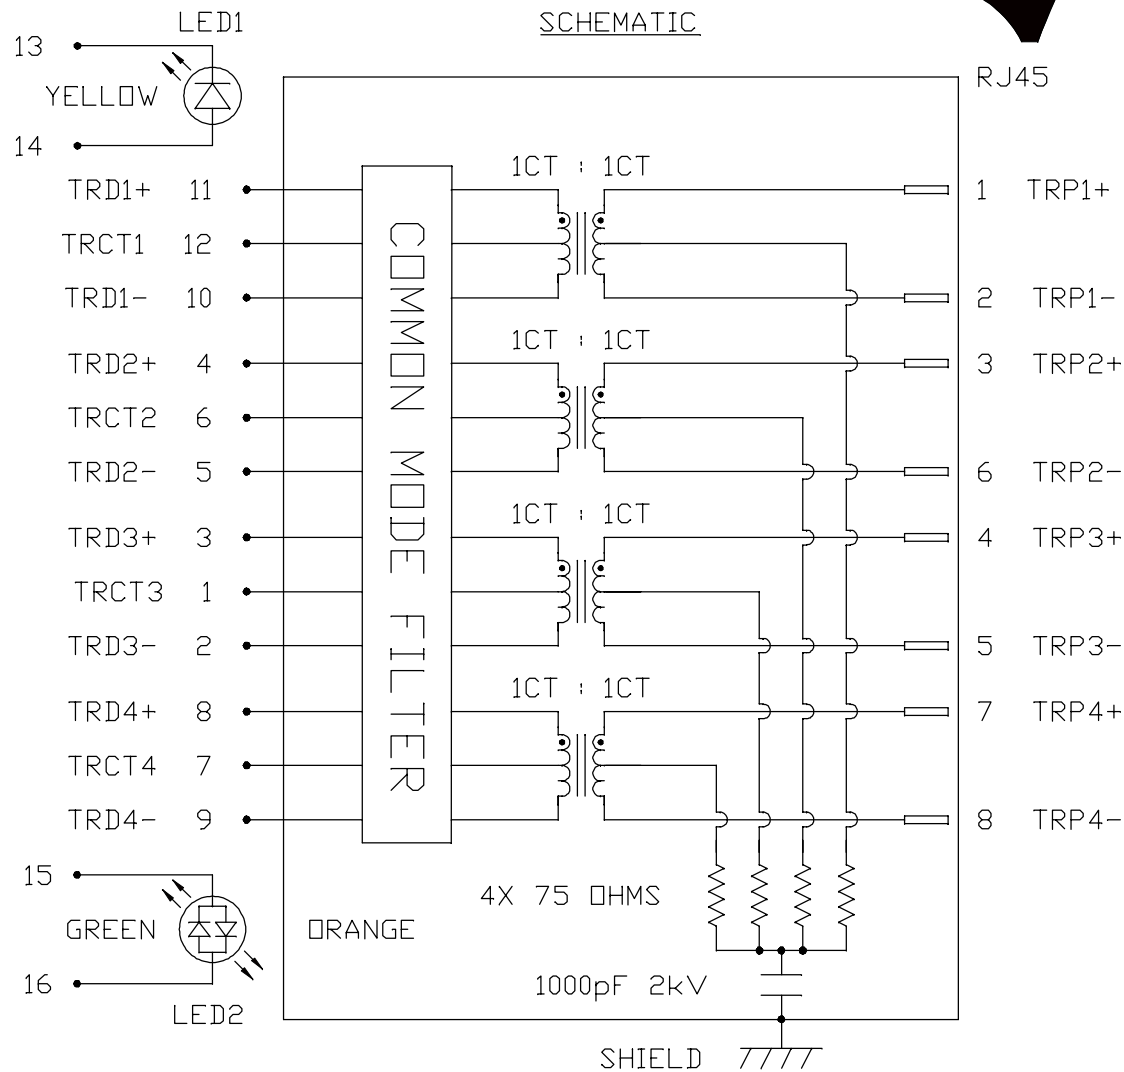 LED1
SCHEMATIC
13
YELLOW
14
RJ45
1CT : 1CT
TRD1+ 11
1 TRP1+
TRCT1 12
TRD1- 10
2 TRP1-
1CT : 1CT
TRD2+ 4
3 TRP2+
TRCT2 6
TRD2- 5
6 TRP2-
1CT : 1CT
TRD3+ 3
4 TRP3+
TRCT3 1
TRD3- 2
5 TRP3-
1CT : 1CT
TRD4+ 8
7 TRP4+
TRCT4 7
TRD4- 9
8 TRP4-
COMMON MODE FILTER
15
GREEN
ORANGE
16
LED2
4X 75 OHMS
1000pF 2kV
SHIELD